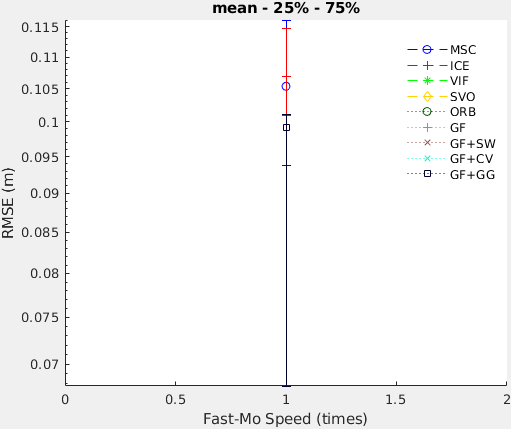 mean - 25% - 75%
0.115
0.11
0.105
0.1
0.095
0.09
0.085
0.08
0.075
0.07
RMSE (m)
MSC
ICE
VIF
SVO
ORB
GF
GF+SW
GF+CV
GF+GG
0 0.5 1 1.5 2
Fast-Mo Speed (times)